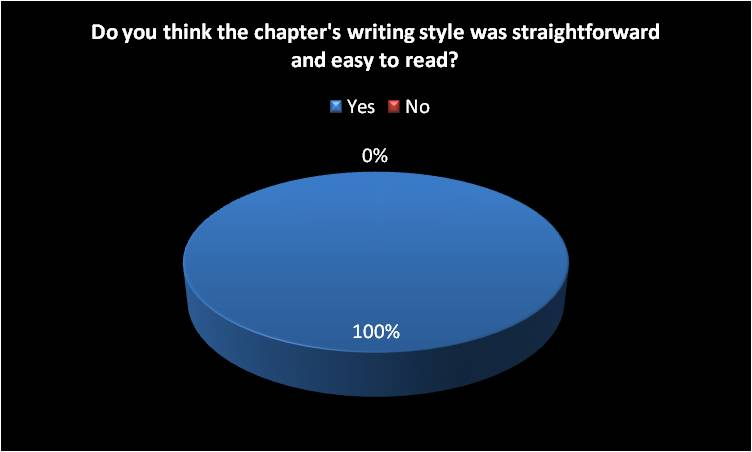 Do you think the chapter's writing style was straightforward
and easy to read?
Yes No
0%
100%